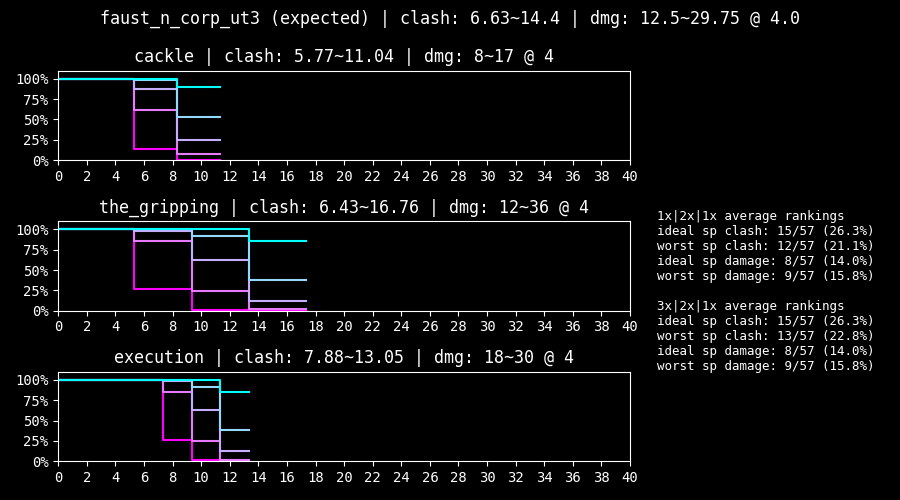 faust_n_corp_ut3 (expected) | clash: 6.63~14.4 | dmg: 12.5~29.75 @ 4.0
cackle | clash: 5.77~11.04 | dmg: 8~17 @ 4
100%
75%
50%
25%
0%
0 2 4 6 8 10 12 14 16 18 20 22 24 26 28 30 32 34 36 38 40
the_gripping | clash: 6.43~16.76 | dmg: 12~36 @ 4
100%
75%
50%
25%
0%
0 2 4 6 8 10 12 14 16 18 20 22 24 26 28 30 32 34 36 38 40
execution | clash: 7.88~13.05 | dmg: 18~30 @ 4
100%
75%
50%
25%
0%
0 2 4 6 8 10 12 14 16 18 20 22 24 26 28 30 32 34 36 38 40
1x|2x|1x average rankings
ideal sp clash: 15/57 (26.3%)
worst sp clash: 12/57 (21.1%)
ideal sp damage: 8/57 (14.0%)
worst sp damage: 9/57 (15.8%)
3x|2x|1x average rankings
ideal sp clash: 15/57 (26.3%)
worst sp clash: 13/57 (22.8%)
ideal sp damage: 8/57 (14.0%)
worst sp damage: 9/57 (15.8%)